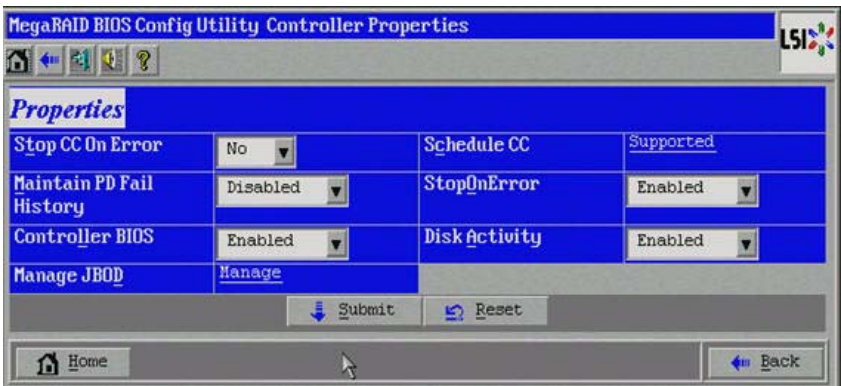 MegaRAID BIOS Config Utility Controller Properties
LSI
?
Properties
Stop CC On Error No Schedule CC Supported
Maintain PD Fail History Disabled StopOnError Enabled
Controller BIOS Enabled Disk Activity Enabled
Manage JBOD Manage
Submit Reset
Home Back